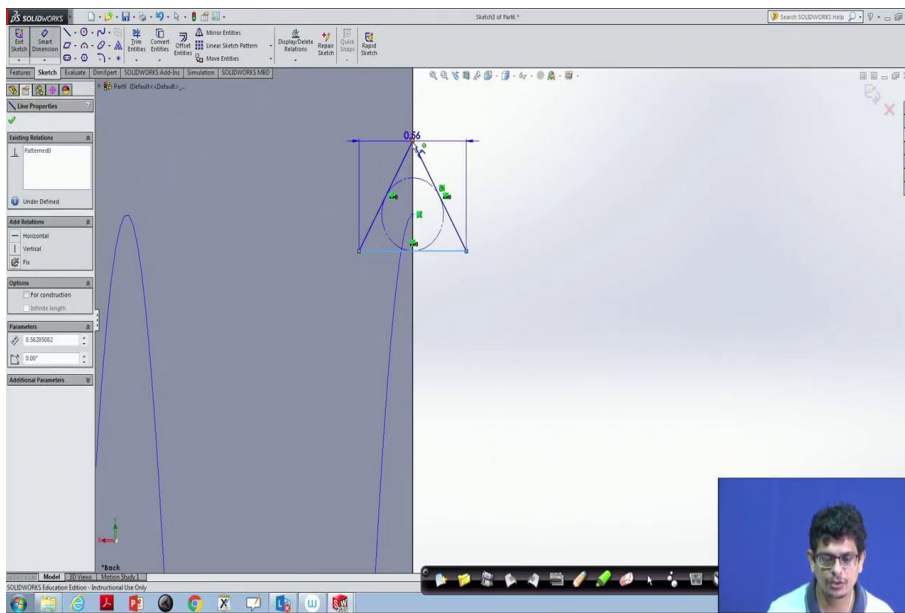 SOLIDWORKS
Sketch3 of Part6 *
Search SOLIDWORKS Help
Exit Sketch
Smart Dimension
Trim Entities
Convert Entities
Offset Entities
Mirror Entities
Linear Sketch Pattern
Move Entities
Display/Delete Relations
Repair Sketch
Quick Snaps
Rapid Sketch
Features Sketch Evaluate DimXpert SOLIDWORKS Add-Ins Simulation SOLIDWORKS MBD
Part6 (Default<<Default>_...
Line Properties
Existing Relations
Patterned0
Under Defined
Add Relations
Horizontal
Vertical
Fix
Options
For construction
Infinite length
Parameters
0.56285082
0.00°
Additional Parameters
0.56
*Back
Model 3D Views Motion Study 1
SOLIDWORKS Education Edition - Instructional Use Only